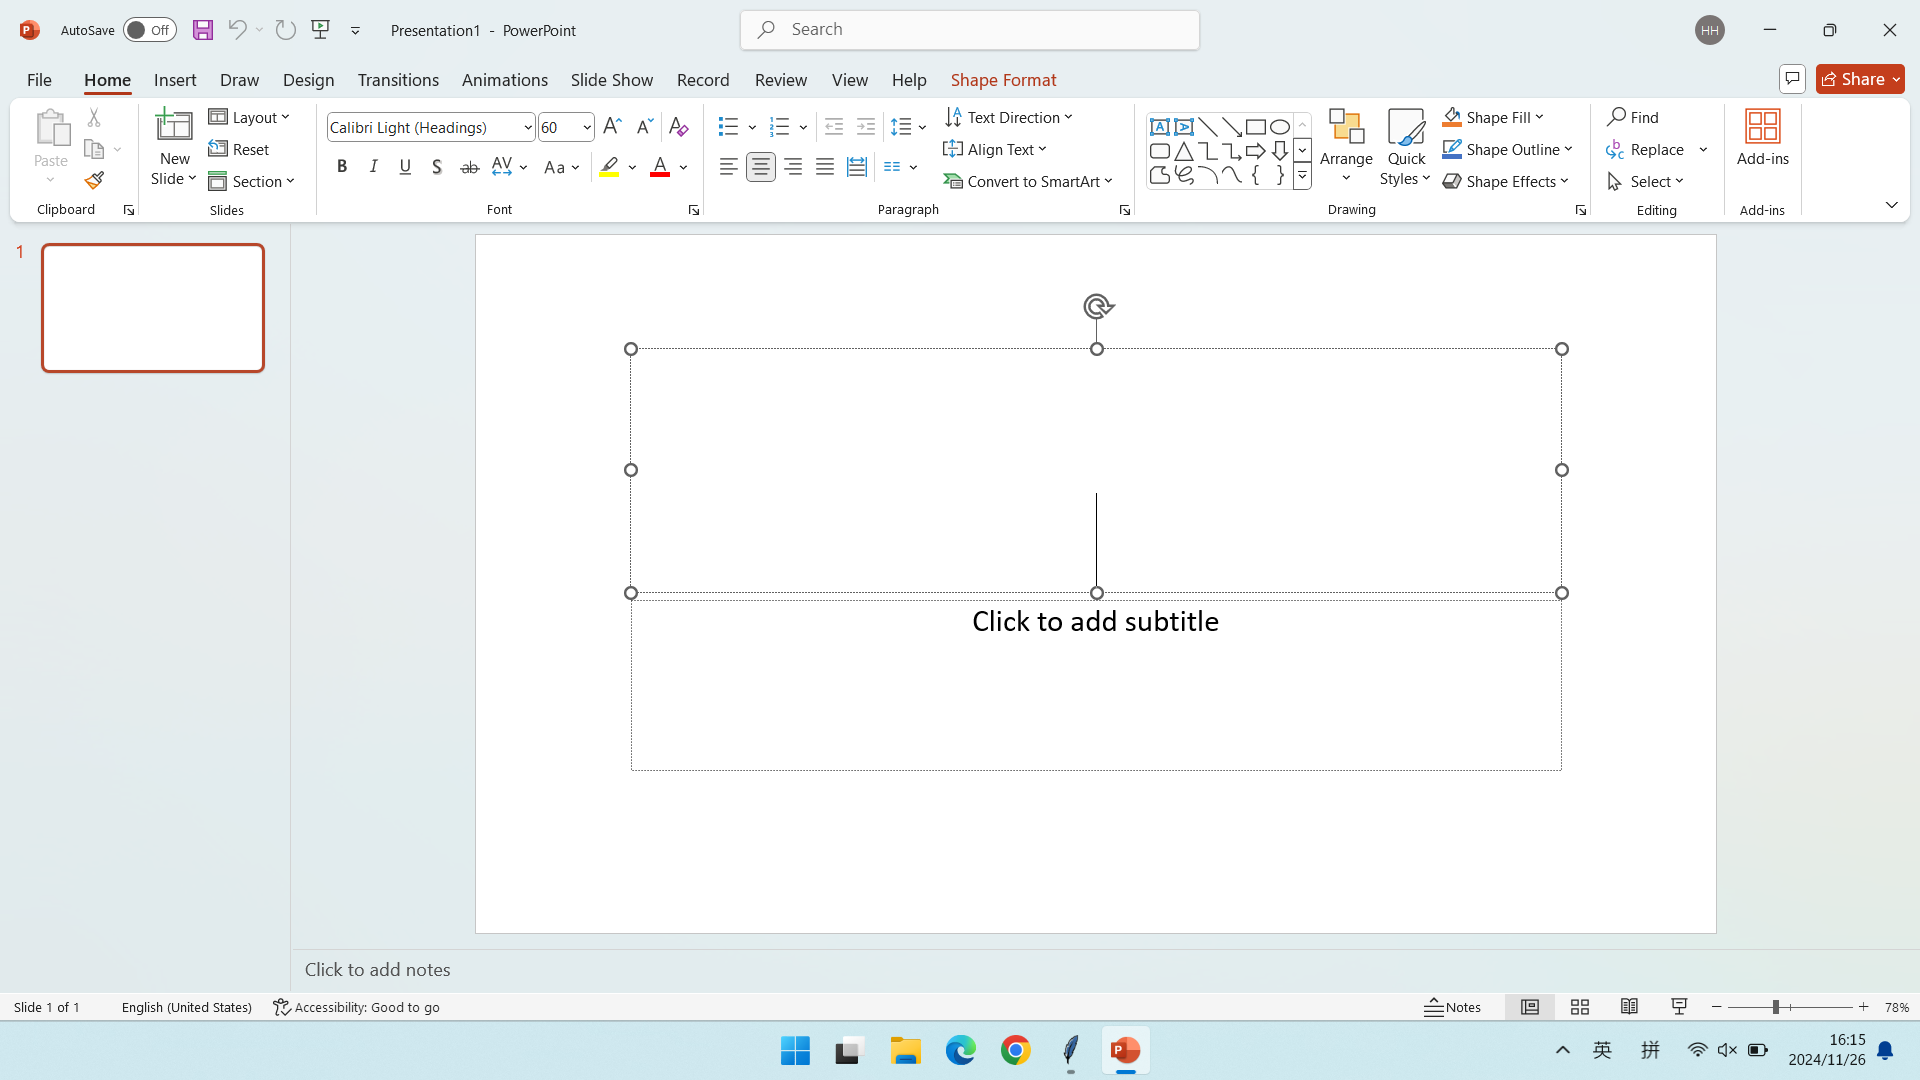 AutoSave Off Presentation1 - PowerPoint Search HH
File Home Insert Draw Design Transitions Animations Slide Show Record Review View Help Shape Format Share
Paste
Clipboard
New Slide
Layout
Reset
Section
Slides
Calibri Light (Headings) 60
B I U S ab AV Aa A
Font
Text Direction
Align Text
Convert to SmartArt
Paragraph
Arrange
Quick Styles
Shape Fill
Shape Outline
Shape Effects
Drawing
Find
Replace
Select
Editing
Add-ins
Add-ins
1
Click to add subtitle
Click to add notes
Slide 1 of 1 English (United States) Accessibility: Good to go Notes 78%
英 拼 16:15
2024/11/26